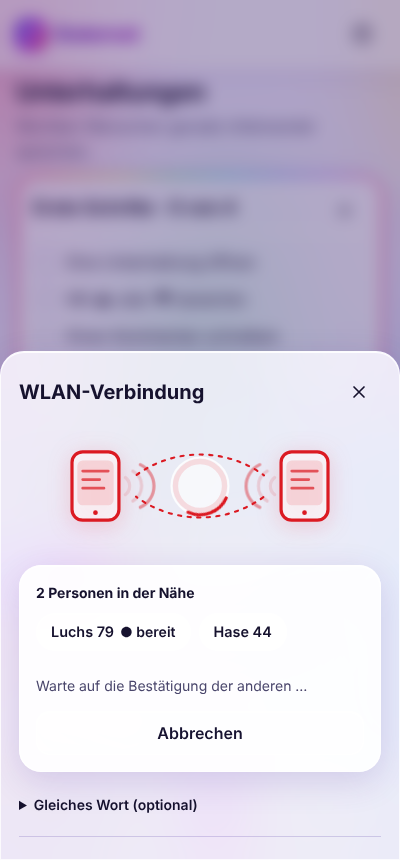 Unterhaltungen
WLAN-Verbindung
2 Personen in der Nähe
Luchs 79 ● bereit
Hase 44
Warte auf die Bestätigung der anderen ...
Abbrechen
Gleiches Wort (optional)